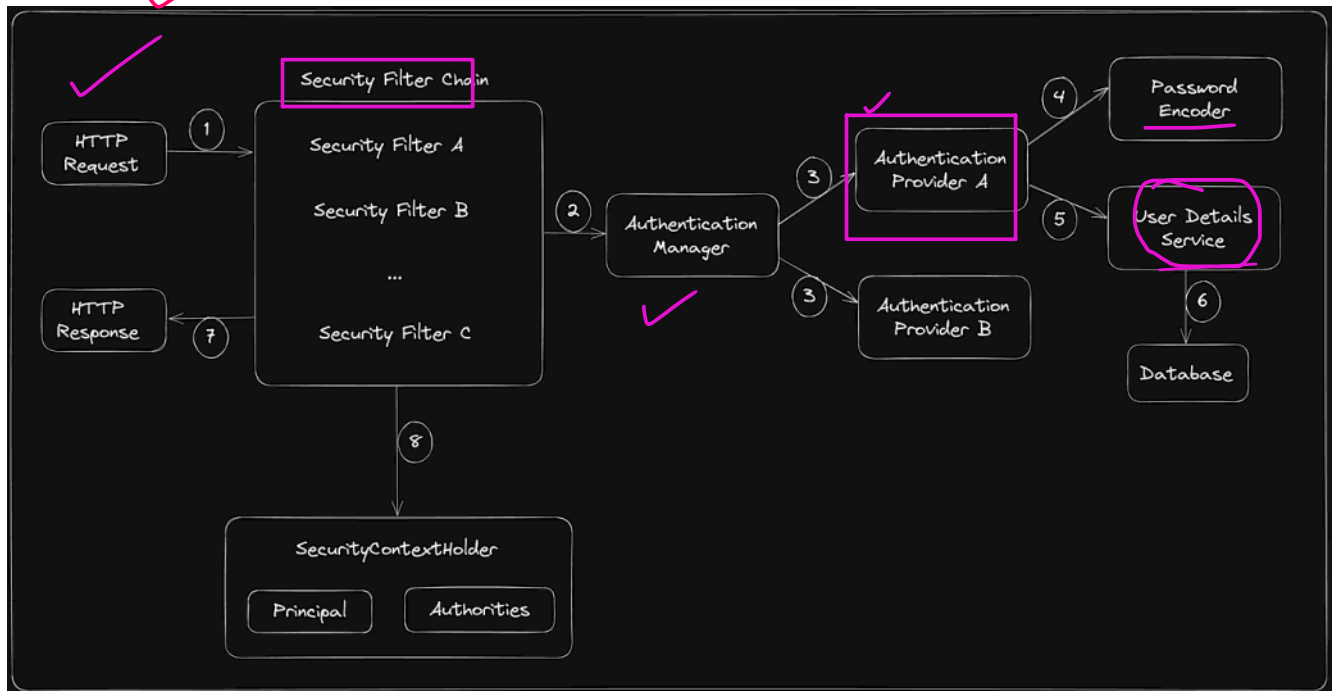 Security Filter Chain
HTTP
Request
1
Security Filter A
Security Filter B
...
Security Filter C
2
Authentication
Manager
3
3
Authentication
Provider A
Authentication
Provider B
4
5
Password
Encoder
User Details
Service
6
Database
HTTP
Response
7
8
SecurityContextHolder
Principal
Authorities